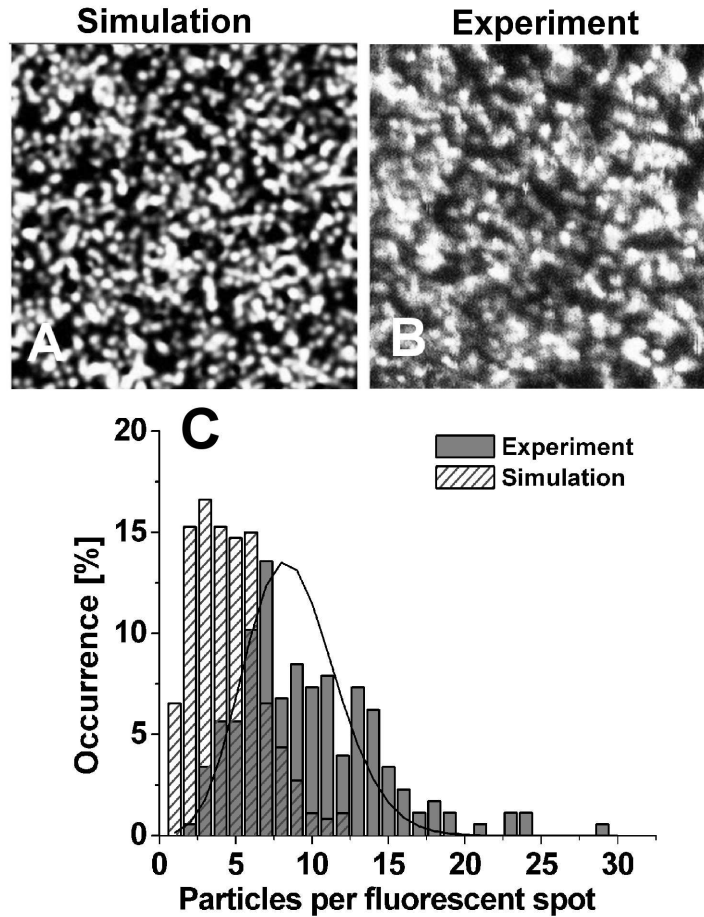 Simulation
Experiment
A
B
C
20
15
10
5
0
Occurrence [%]
Experiment
Simulation
0
5
10
15
20
25
30
Particles per fluorescent spot